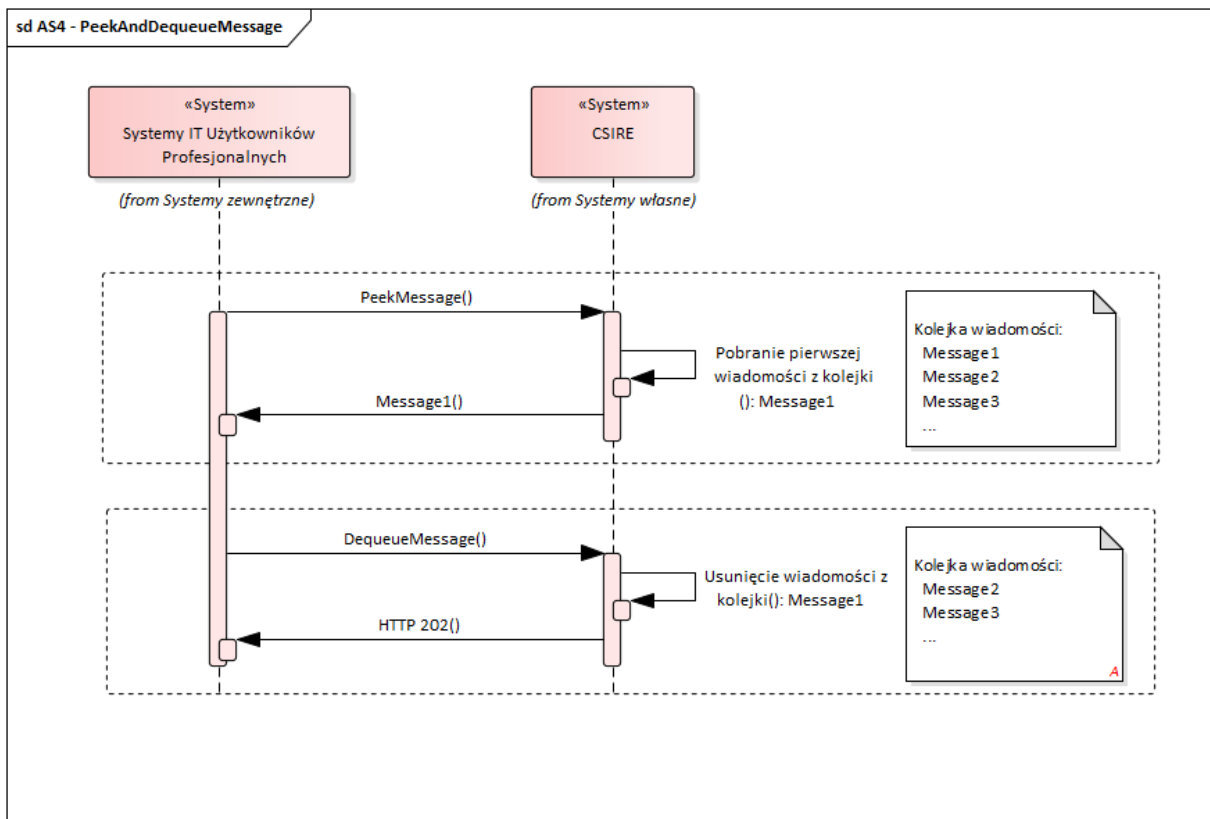 sd AS4 - PeekAndDequeueMessage
«System»
Systemy IT Użytkowników
Profesjonalnych
(from Systemy zewnętrzne)
«System»
CSIRE
(from Systemy własne)
PeekMessage()
Pobranie pierwszej
wiadomości z kolejki
(): Message1
Message1()
Kolejka wiadomości:
Message1
Message2
Message3
...
DequeueMessage()
Usunięcie wiadomości z
kolejki(): Message1
HTTP 202()
Kolejka wiadomości:
Message2
Message3
...
A